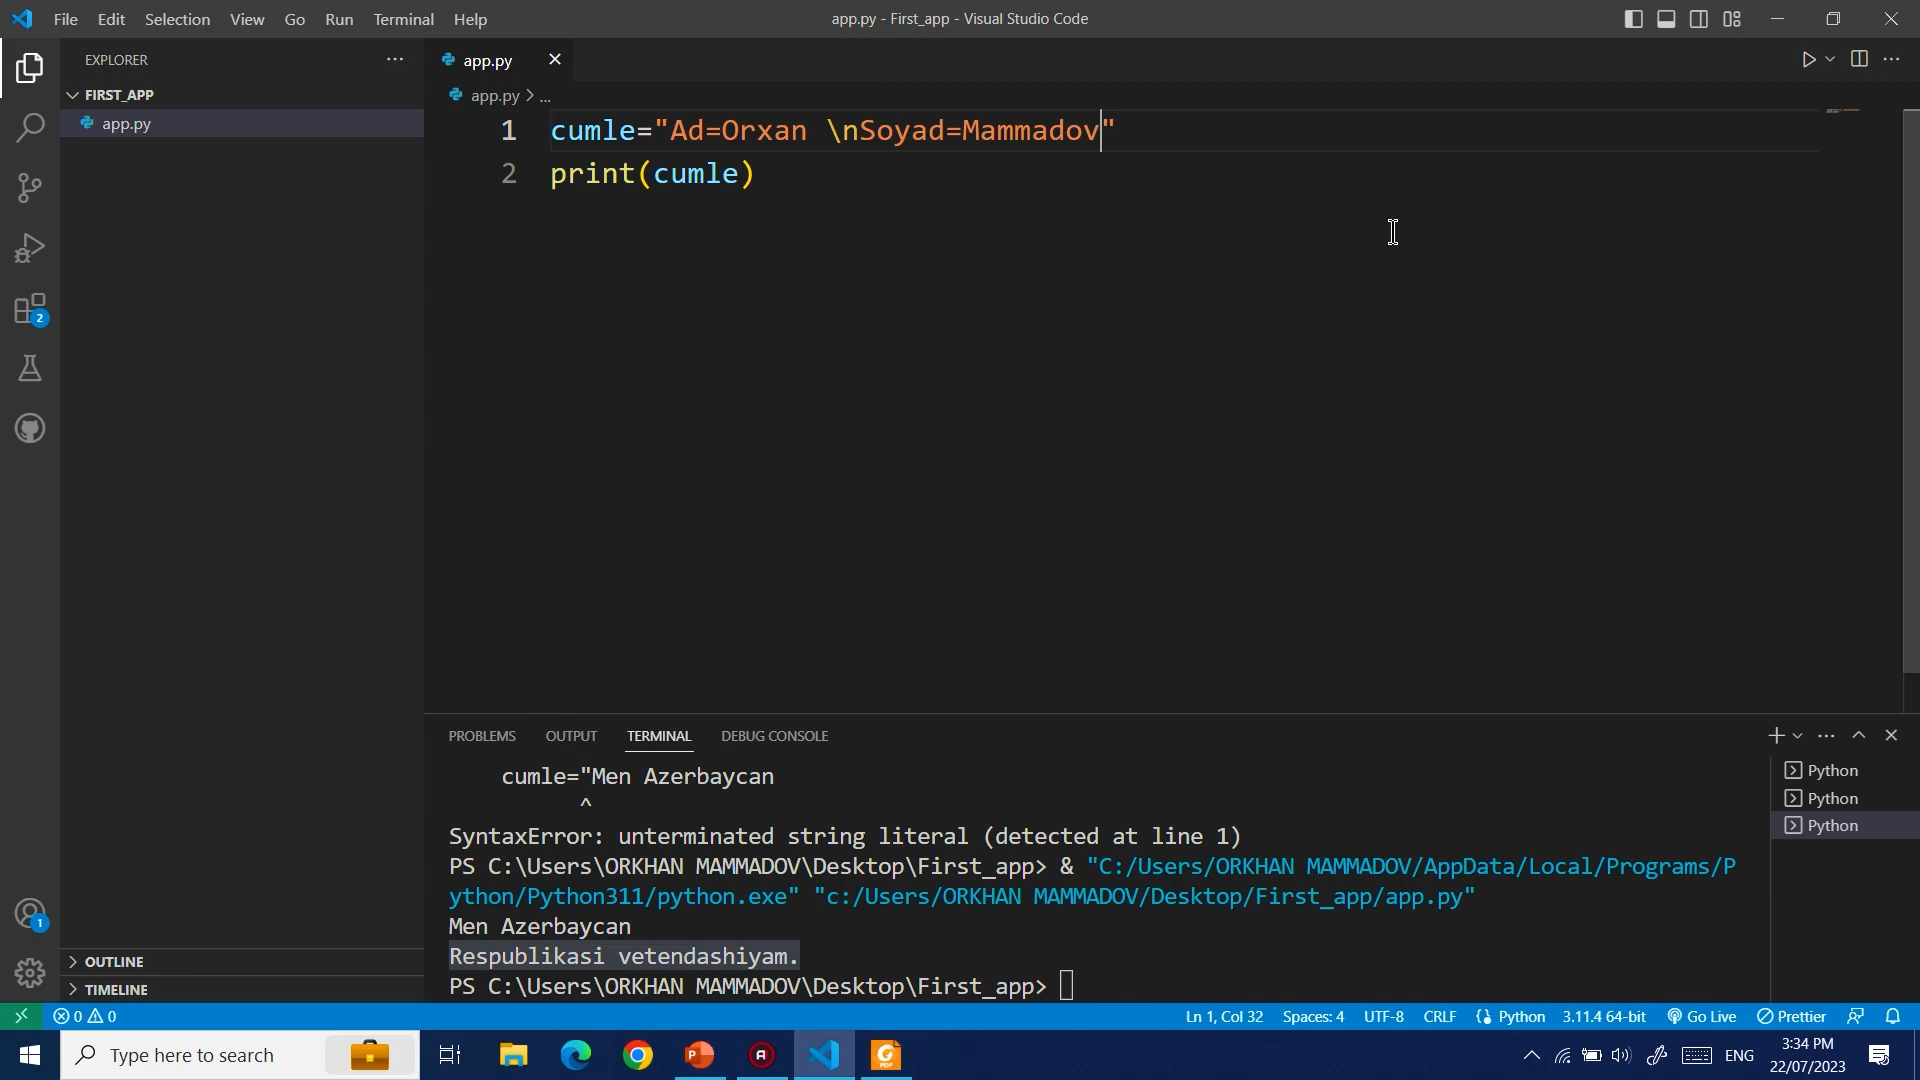 File Edit Selection View Go Run Terminal Help
app.py - First_app - Visual Studio Code
EXPLORER
FIRST_APP
app.py
OUTLINE
TIMELINE
2
1
app.py
app.py > ...
1 cumle="Ad=Orxan \nSoyad=Mammadov"
2 print(cumle)
PROBLEMS OUTPUT TERMINAL DEBUG CONSOLE
cumle="Men Azerbaycan
^
SyntaxError: unterminated string literal (detected at line 1)
PS C:\Users\ORKHAN MAMMADOV\Desktop\First_app> & "C:/Users/ORKHAN MAMMADOV/AppData/Local/Programs/P
ython/Python311/python.exe" "c:/Users/ORKHAN MAMMADOV/Desktop/First_app/app.py"
Men Azerbaycan
Respublikasi vetendashiyam.
PS C:\Users\ORKHAN MAMMADOV\Desktop\First_app>
Python
Python
Python
0 0
Ln 1, Col 32 Spaces: 4 UTF-8 CRLF Python 3.11.4 64-bit Go Live Prettier
Type here to search
ENG
3:34 PM
22/07/2023